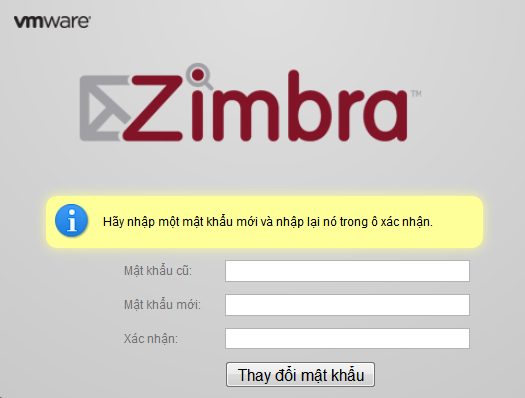 vmware
Zimbra™
Hãy nhập một mật khẩu mới và nhập lại nó trong ô xác nhận.
Mật khẩu cũ:
Mật khẩu mới:
Xác nhận:
Thay đổi mật khẩu